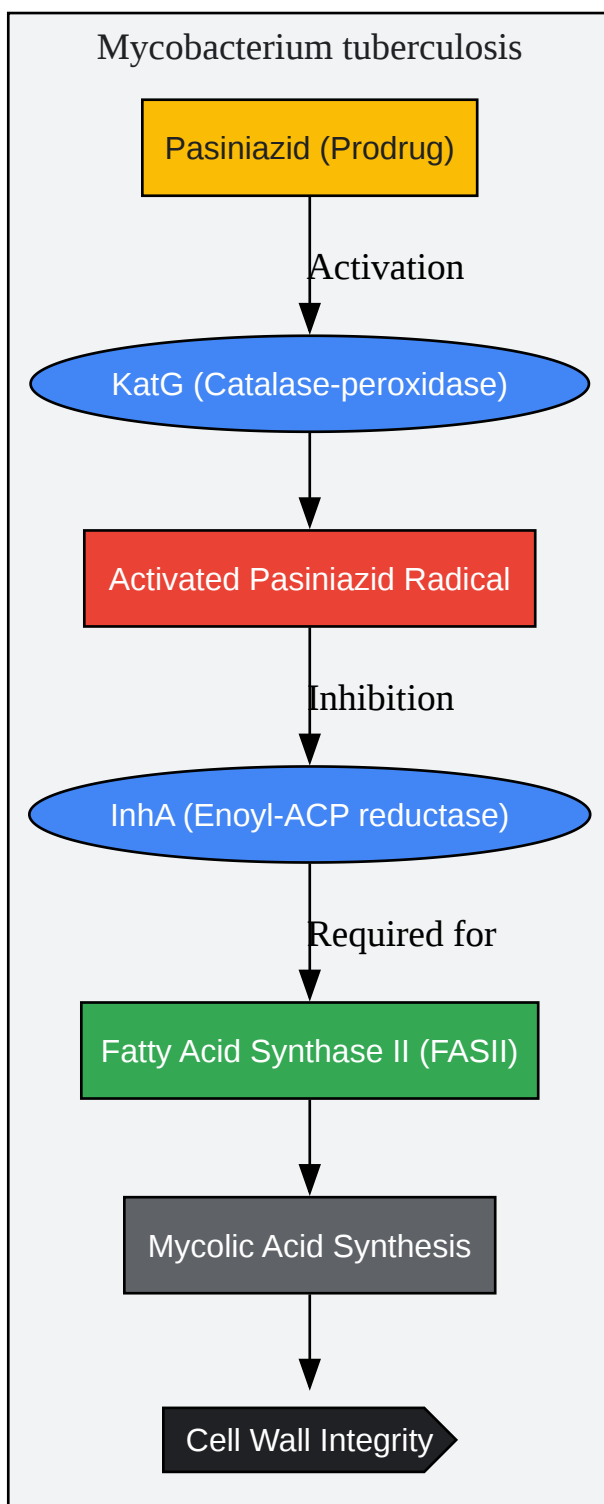 Mycobacterium tuberculosis
Pasiniazid (Prodrug)
Activation
KatG (Catalase-peroxidase)
Activated Pasiniazid Radical
Inhibition
InhA (Enoyl-ACP reductase)
Required for
Fatty Acid Synthase II (FASII)
Mycolic Acid Synthesis
Cell Wall Integrity